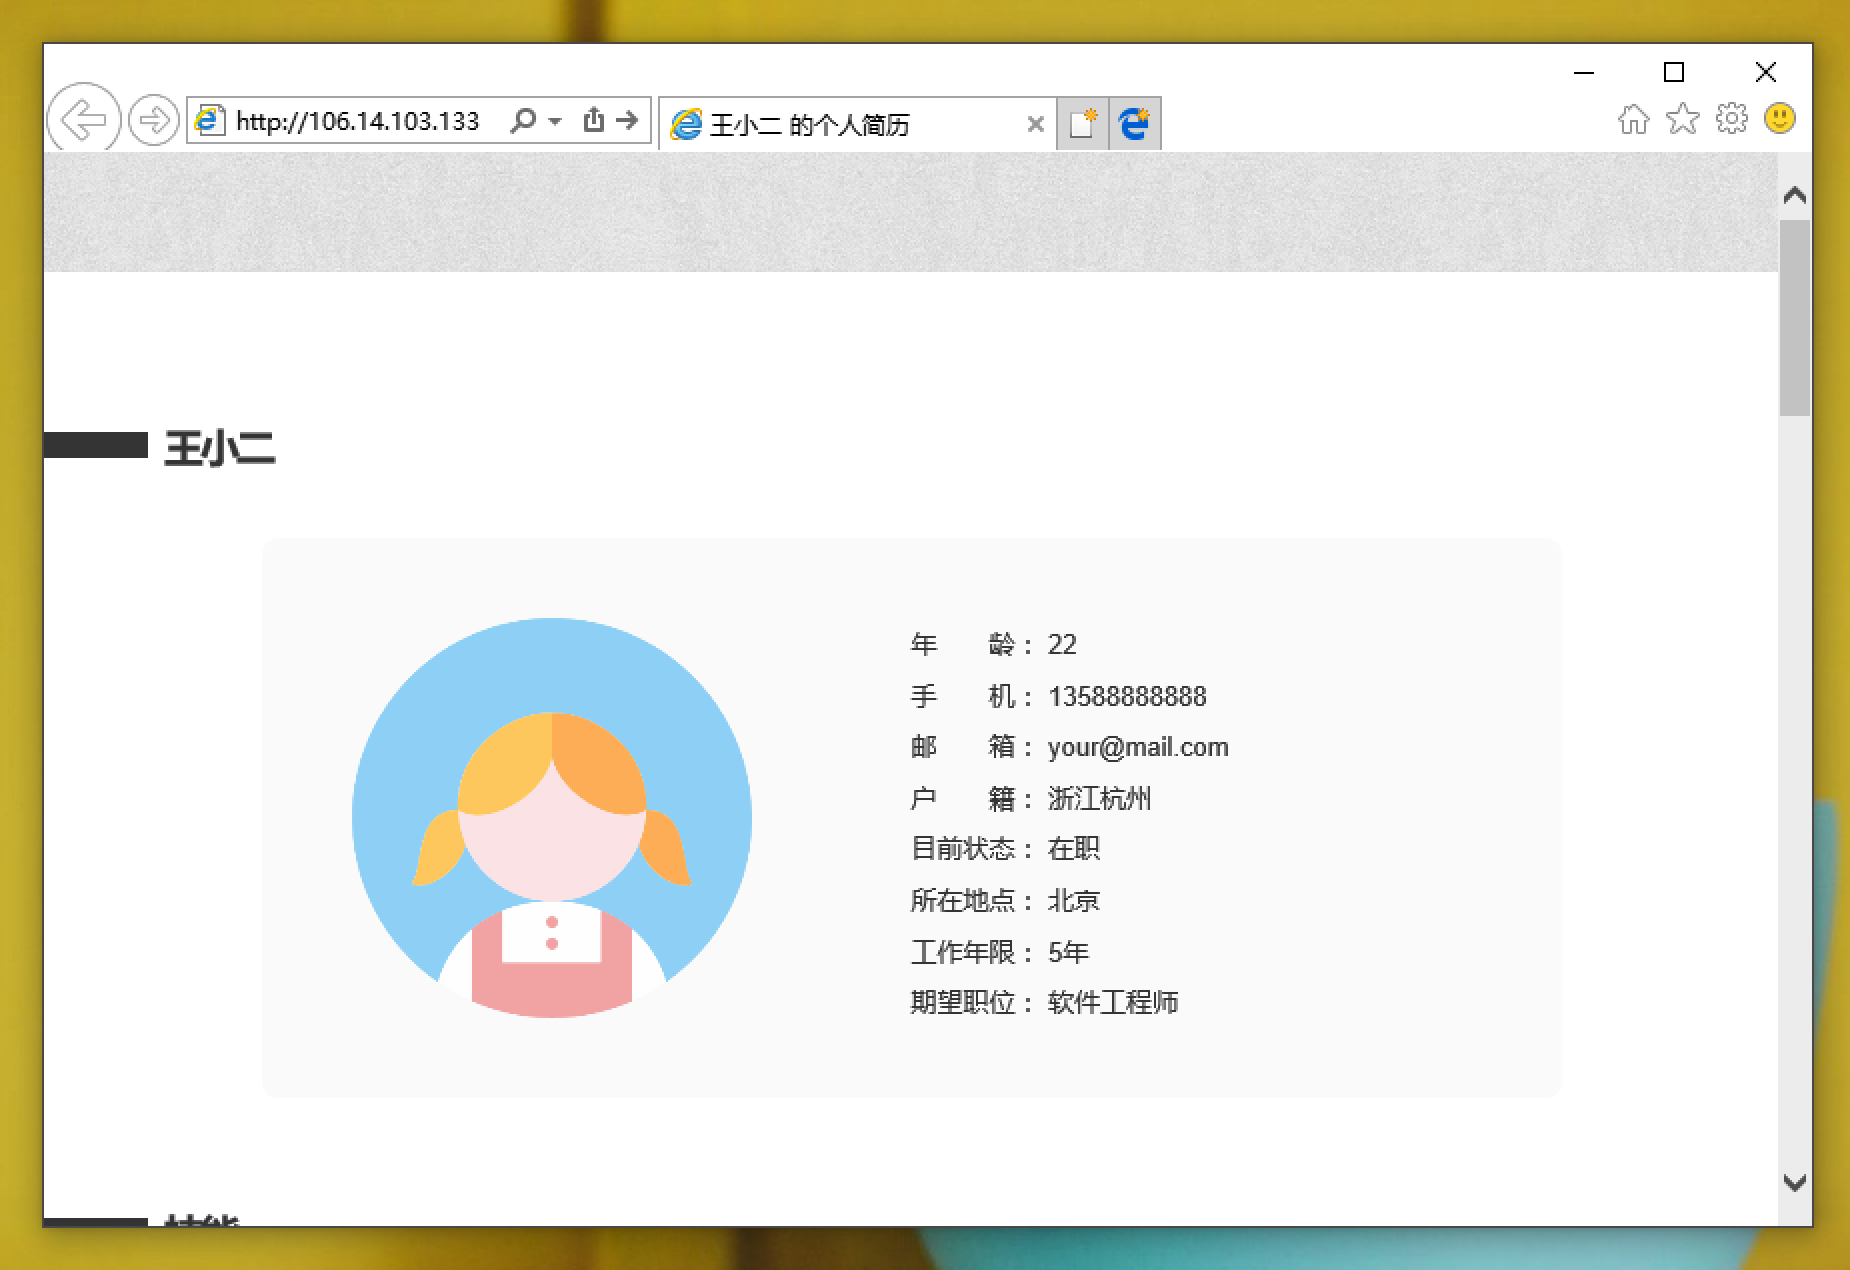 http://106.14.103.133
王小二 的个人简历
王小二
年 龄： 22
手 机： 13588888888
邮 箱： your@mail.com
户 籍： 浙江杭州
目前状态： 在职
所在地点： 北京
工作年限： 5年
期望职位： 软件工程师
技能